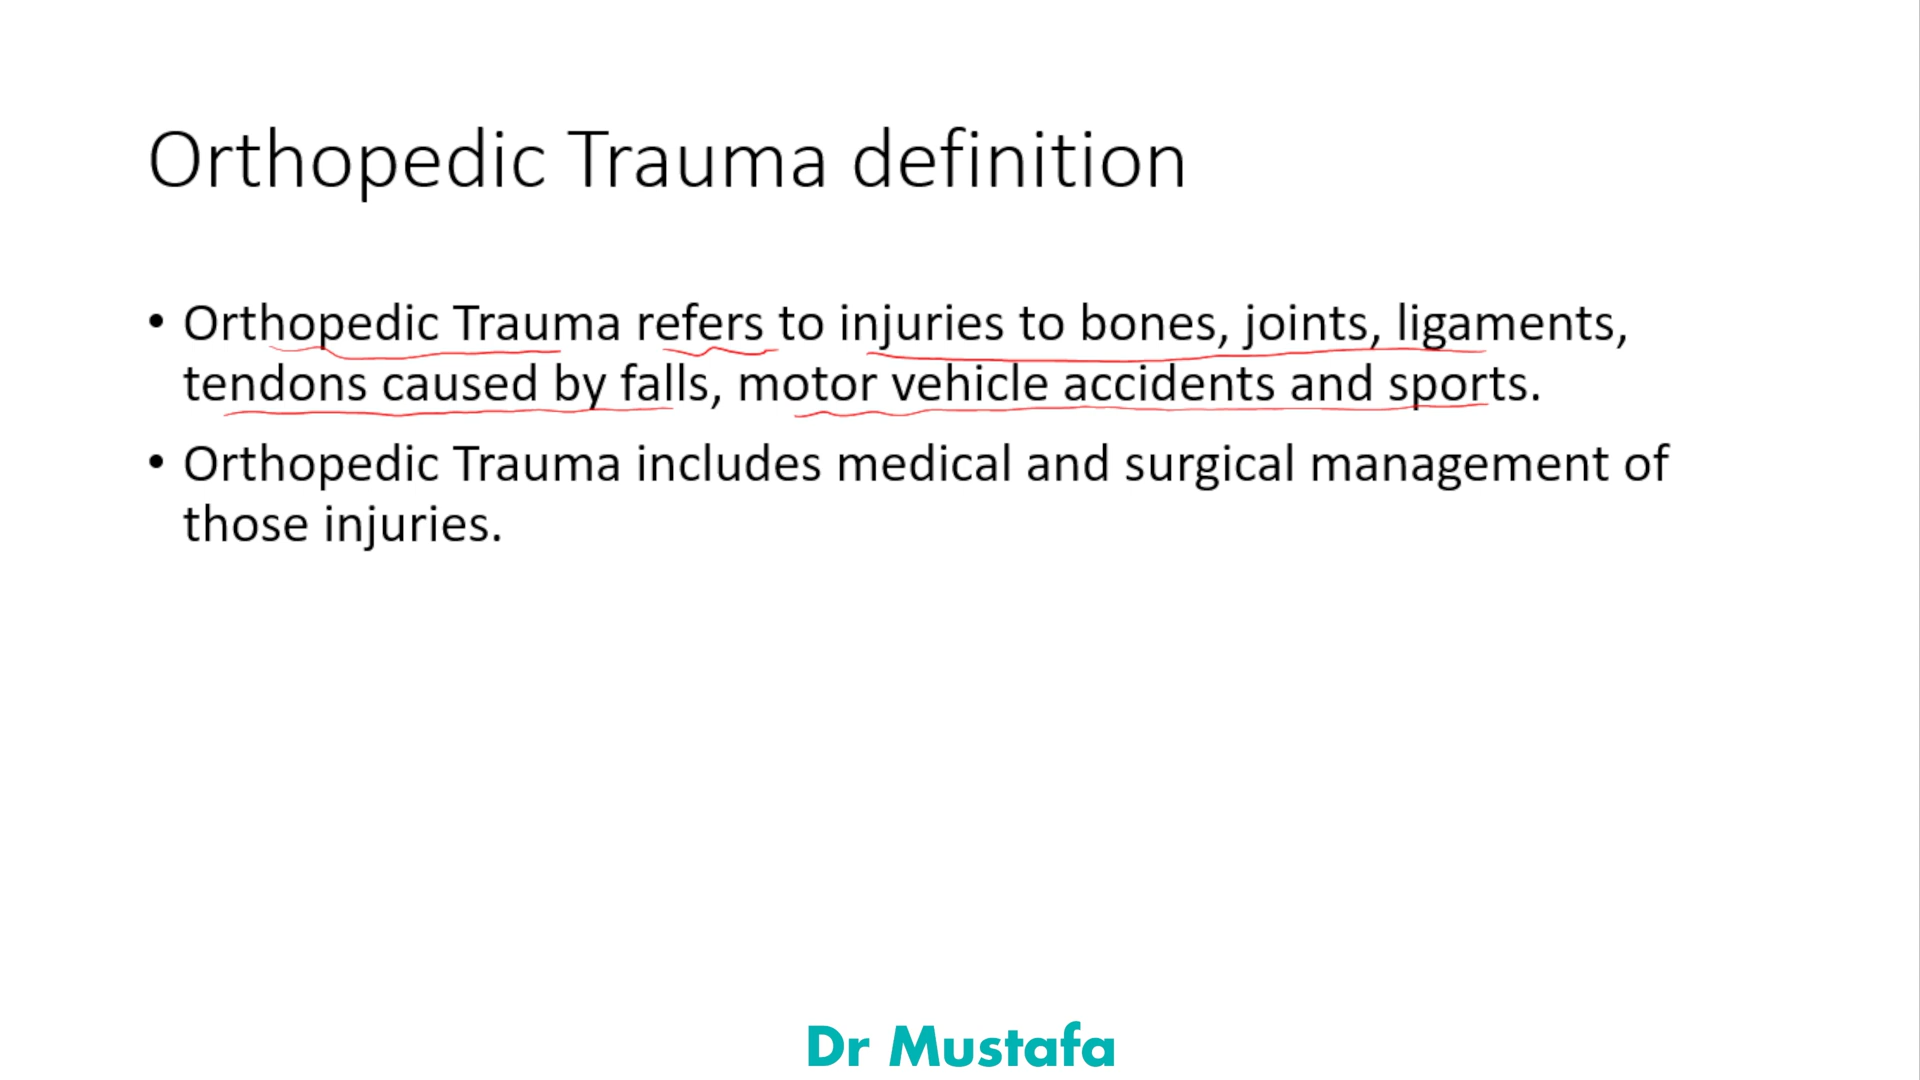 Orthopedic Trauma definition
• Orthopedic Trauma refers to injuries to bones, joints, ligaments,
tendons caused by falls, motor vehicle accidents and sports.
• Orthopedic Trauma includes medical and surgical management of
those injuries.
Dr Mustafa